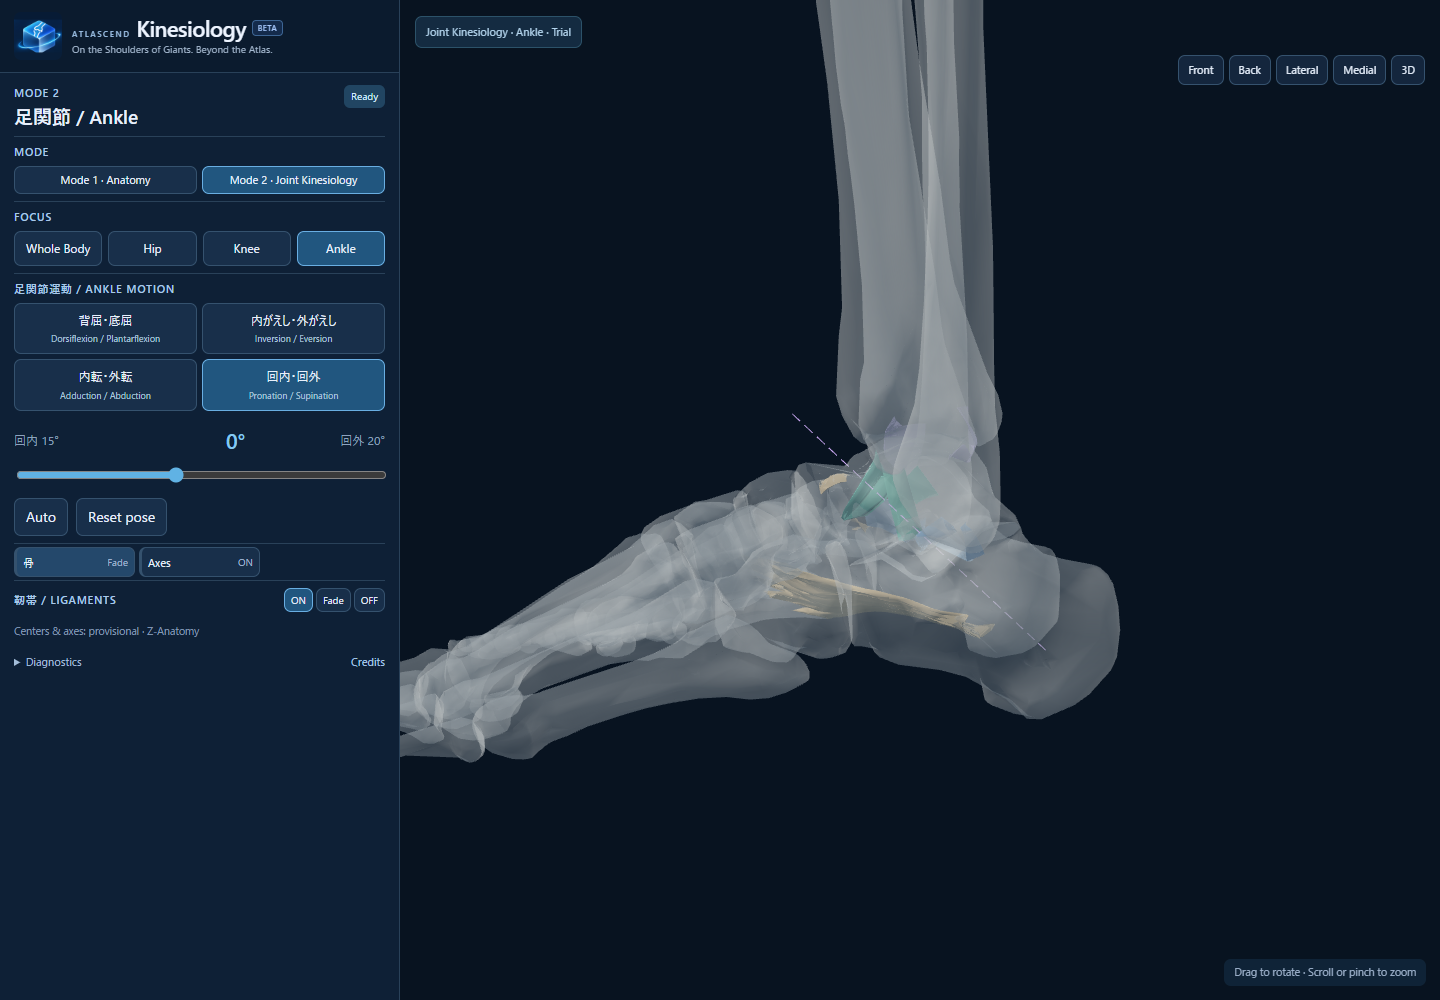 ATLASCEND Kinesiology BETA
On the Shoulders of Giants. Beyond the Atlas.
MODE 2
Ready
足関節 / Ankle
MODE
Mode 1 · Anatomy
Mode 2 · Joint Kinesiology
FOCUS
Whole Body
Hip
Knee
Ankle
足関節運動 / ANKLE MOTION
背屈・底屈
Dorsiflexion / Plantarflexion
内がえし・外がえし
Inversion / Eversion
内転・外転
Adduction / Abduction
回内・回外
Pronation / Supination
回内 15°
0°
回外 20°
Auto
Reset pose
骨 Fade
Axes ON
靭帯 / LIGAMENTS
ON
Fade
OFF
Centers & axes: provisional · Z-Anatomy
Diagnostics
Credits
Joint Kinesiology · Ankle · Trial
Front
Back
Lateral
Medial
3D
Drag to rotate · Scroll or pinch to zoom